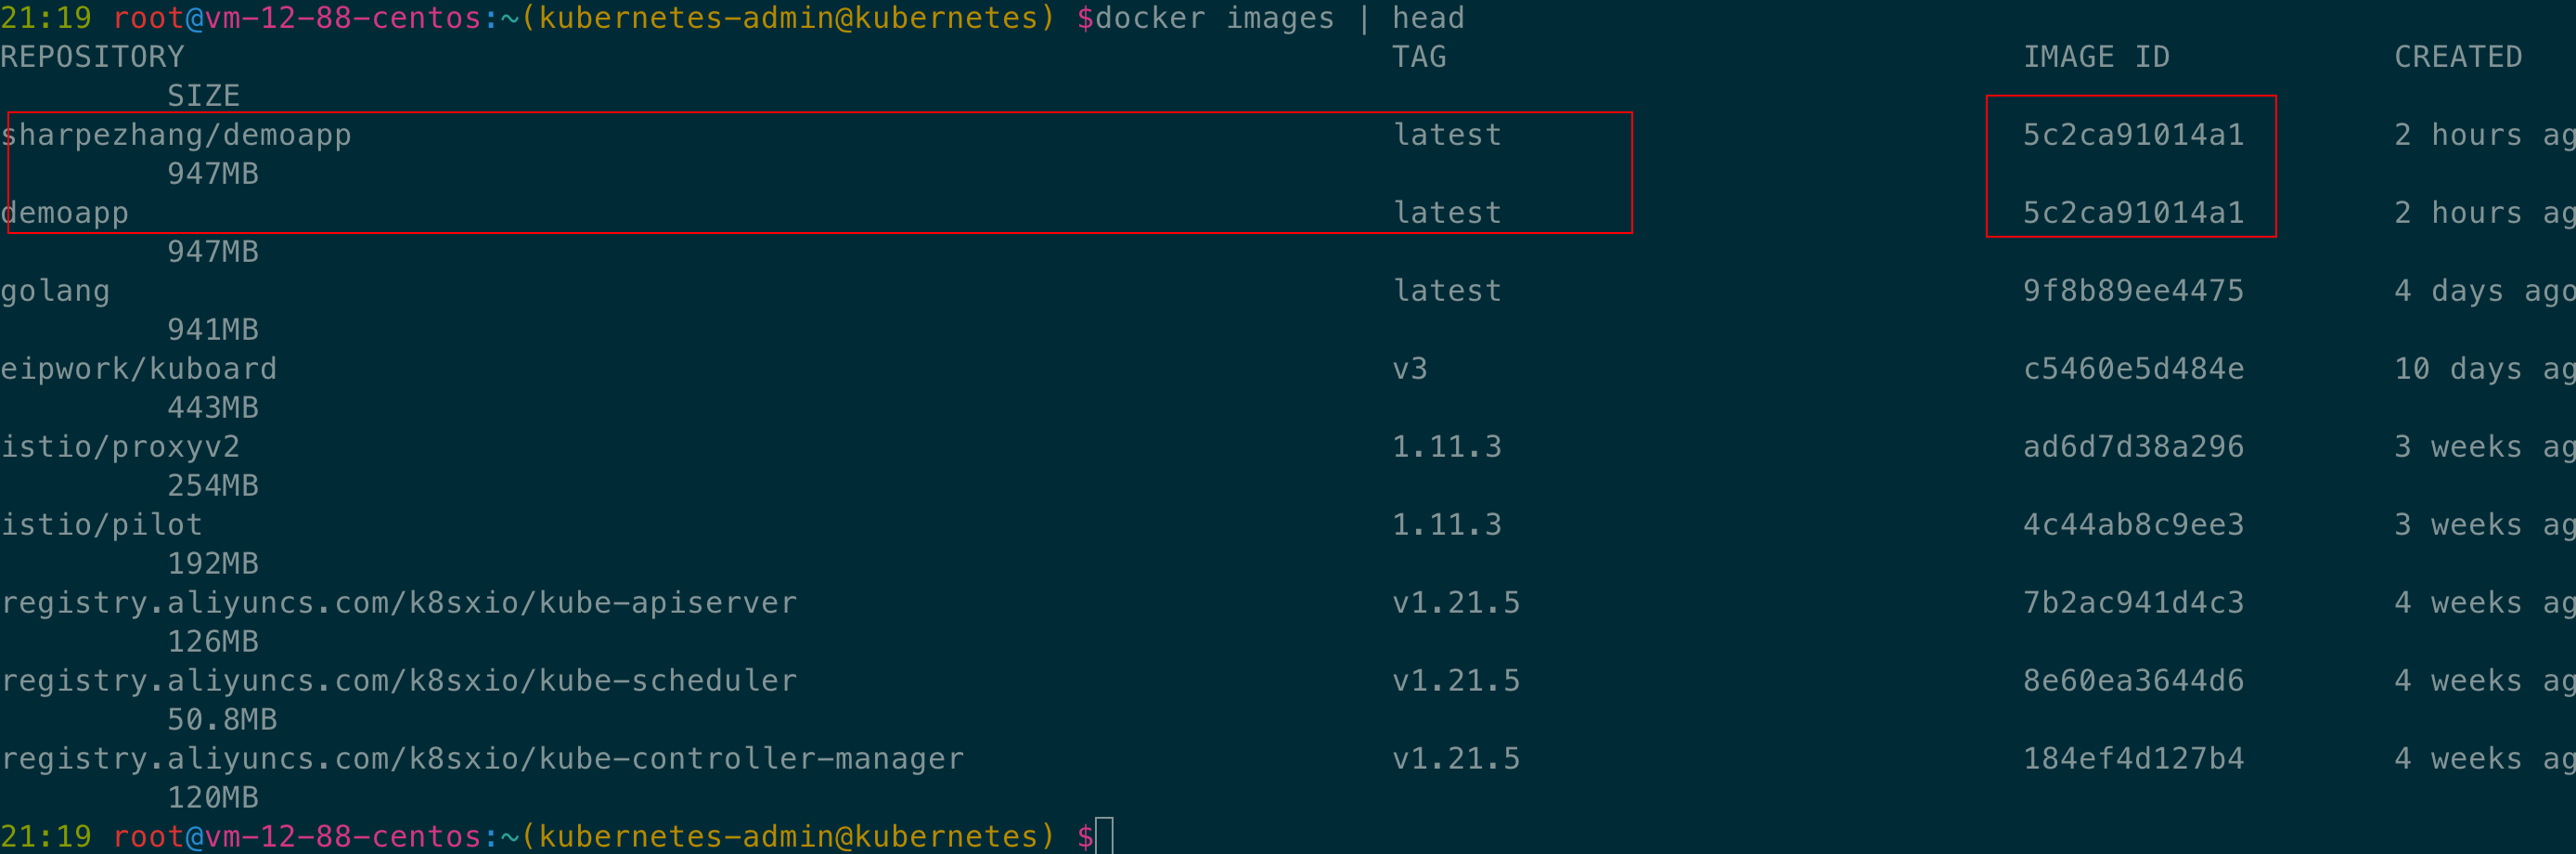 21:19 root@vm-12-88-centos:~(kubernetes-admin@kubernetes) $docker images | head
REPOSITORY TAG IMAGE ID CREATED
SIZE
sharpezhang/demoapp latest 5c2ca91014a1 2 hours ag
947MB
demoapp latest 5c2ca91014a1 2 hours ag
947MB
golang latest 9f8b89ee4475 4 days ago
941MB
eipwork/kuboard v3 c5460e5d484e 10 days ag
443MB
istio/proxyv2 1.11.3 ad6d7d38a296 3 weeks ag
254MB
istio/pilot 1.11.3 4c44ab8c9ee3 3 weeks ag
192MB
registry.aliyuncs.com/k8sxio/kube-apiserver v1.21.5 7b2ac941d4c3 4 weeks ag
126MB
registry.aliyuncs.com/k8sxio/kube-scheduler v1.21.5 8e60ea3644d6 4 weeks ag
50.8MB
registry.aliyuncs.com/k8sxio/kube-controller-manager v1.21.5 184ef4d127b4 4 weeks ag
120MB
21:19 root@vm-12-88-centos:~(kubernetes-admin@kubernetes) $